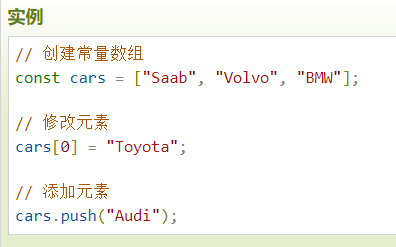 实例
// 创建常量数组
const cars = ["Saab", "Volvo", "BMW"];
// 修改元素
cars[0] = "Toyota";
// 添加元素
cars.push("Audi");